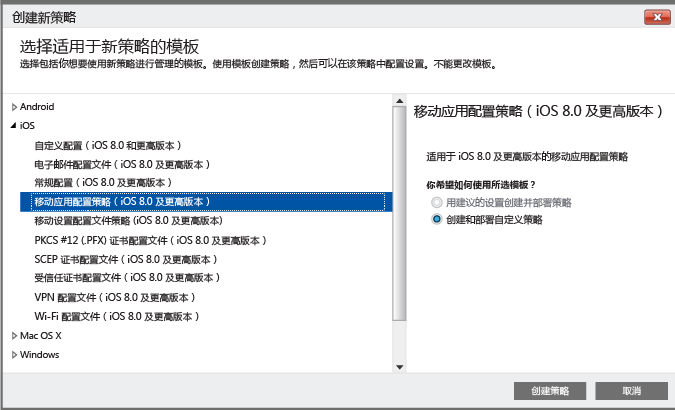 创建新策略
选择适用于新策略的模板
选择包括你想要使用新策略进行管理的模板。使用模板创建策略，然后可以在该策略中配置设置。不能更改模板。
Android
iOS
自定义配置（iOS 8.0 和更高版本）
电子邮件配置文件（iOS 8.0 及更高版本）
常规配置（iOS 8.0 及更高版本）
移动应用配置策略（iOS 8.0 及更高版本）
移动设置配置文件策略 (iOS 8.0 及更高版本)
PKCS #12 (.PFX) 证书配置文件（iOS 8.0 及更高版本）
SCEP 证书配置文件（iOS 8.0 及更高版本）
受信任证书配置文件（iOS 8.0 及更高版本）
VPN 配置文件（iOS 8.0 及更高版本）
Wi-Fi 配置文件（iOS 8.0 及更高版本）
Mac OS X
Windows
移动应用配置策略（iOS 8.0 及更高版本）
适用于 iOS 8.0 及更高版本的移动应用配置策略
你希望如何使用所选模板？
用建议的设置创建并部署策略
创建和部署自定义策略
创建策略
取消